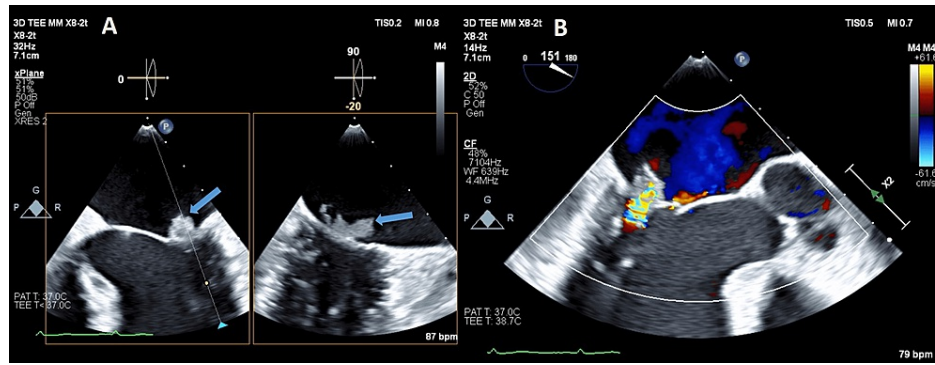 3D TEE MM X8-2t
X8-2t
32Hz
7.1cm
xPlane
51%
51%
50dB
P Off
Gen
XRES 2
A
TIS0.2 MI 0.8
M4
0
90
-20
P
G
P R
PAT T: 37.0C
TEE T< 37.0C
87 bpm
3D TEE MM X8-2t
X8-2t
14Hz
7.1cm
2D
52%
C 50
P Off
Gen
CF
48%
7104Hz
WF 639Hz
4.4MHz
B
TIS0.5 MI 0.7
0 151 180
P
M4 M4
+61.6
-61.6
cm/s
X2
G
P R
PAT T: 37.0C
TEE T: 38.7C
79 bpm